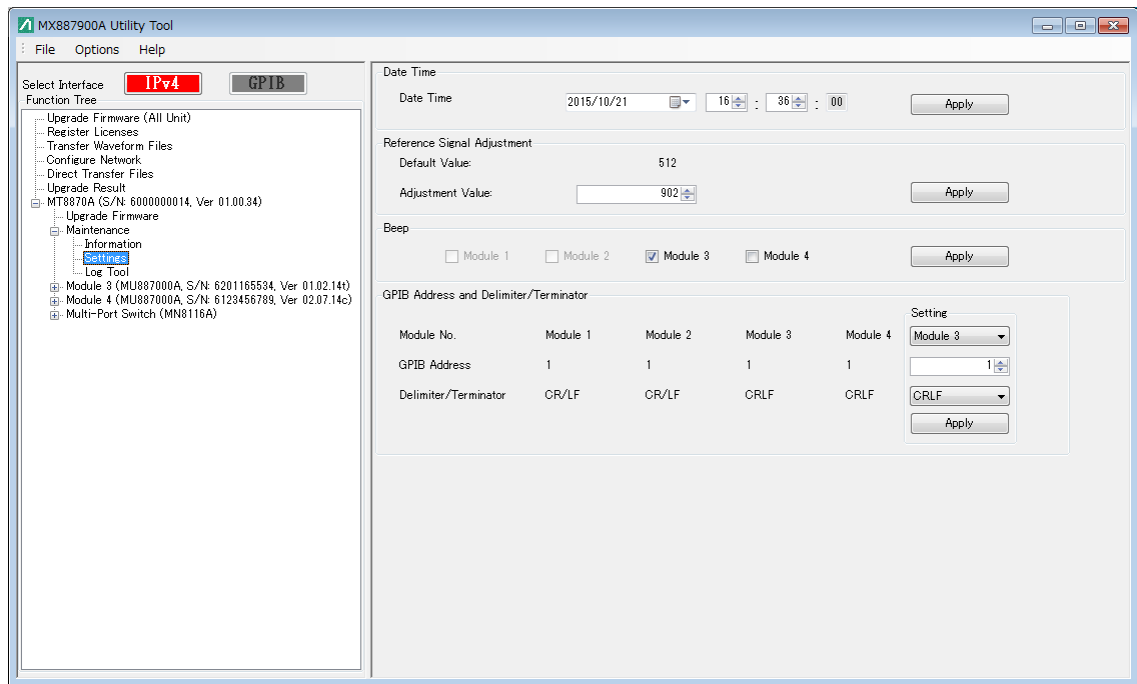 MX887900A Utility Tool
File Options Help
Select Interface IPv4 GPIB
Function Tree
Upgrade Firmware (All Unit)
Register Licenses
Transfer Waveform Files
Configure Network
Direct Transfer Files
Upgrade Result
MT8870A (S/N: 6000000014, Ver 01.00.34)
Upgrade Firmware
Maintenance
Information
Settings
Log Tool
Module 3 (MU887000A, S/N: 6201165534, Ver 01.02.14t)
Module 4 (MU887000A, S/N: 6123456789, Ver 02.07.14c)
Multi-Port Switch (MN8116A)
Date Time
Date Time 2015/10/21 16 : 36 : 00 Apply
Reference Signal Adjustment
Default Value: 512
Adjustment Value: 902 Apply
Beep
Module 1 Module 2 Module 3 Module 4 Apply
GPIB Address and Delimiter/Terminator
Setting
Module No. Module 1 Module 2 Module 3 Module 4 Module 3
GPIB Address 1 1 1 1 1
Delimiter/Terminator CR/LF CR/LF CRLF CRLF CRLF
Apply